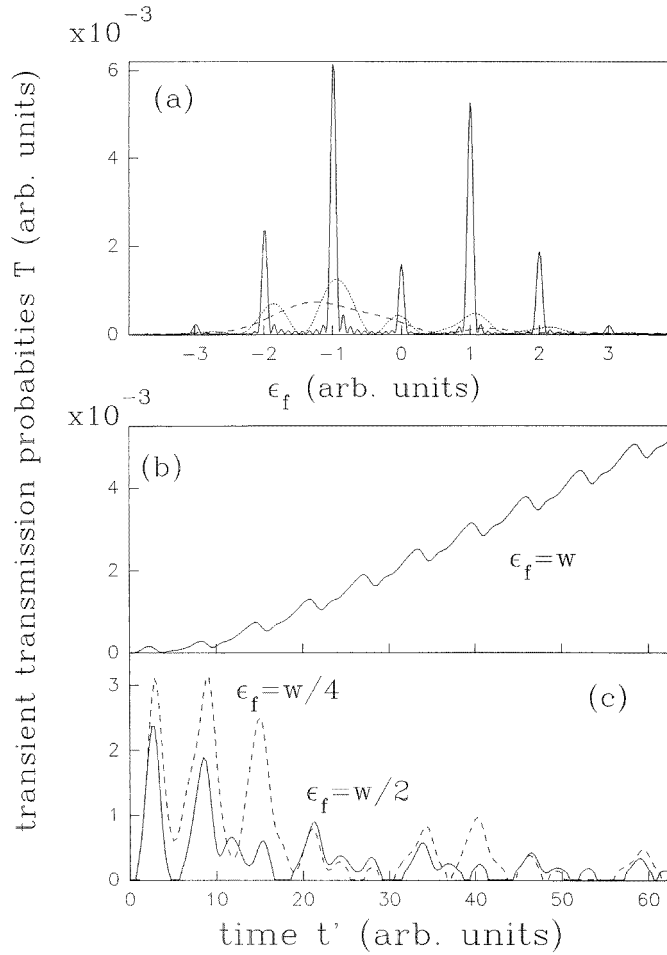 x10⁻³
6
(a)
4
2
0
-3 -2 -1 0 1 2 3
ϵ_f (arb. units)
transient transmission probabities T (arb. units)
x10⁻³
(b)
4
2
ϵ_f=w
0
3
ϵ_f=w/4
(c)
2
1
ϵ_f=w/2
0
0 10 20 30 40 50 60
time t' (arb. units)